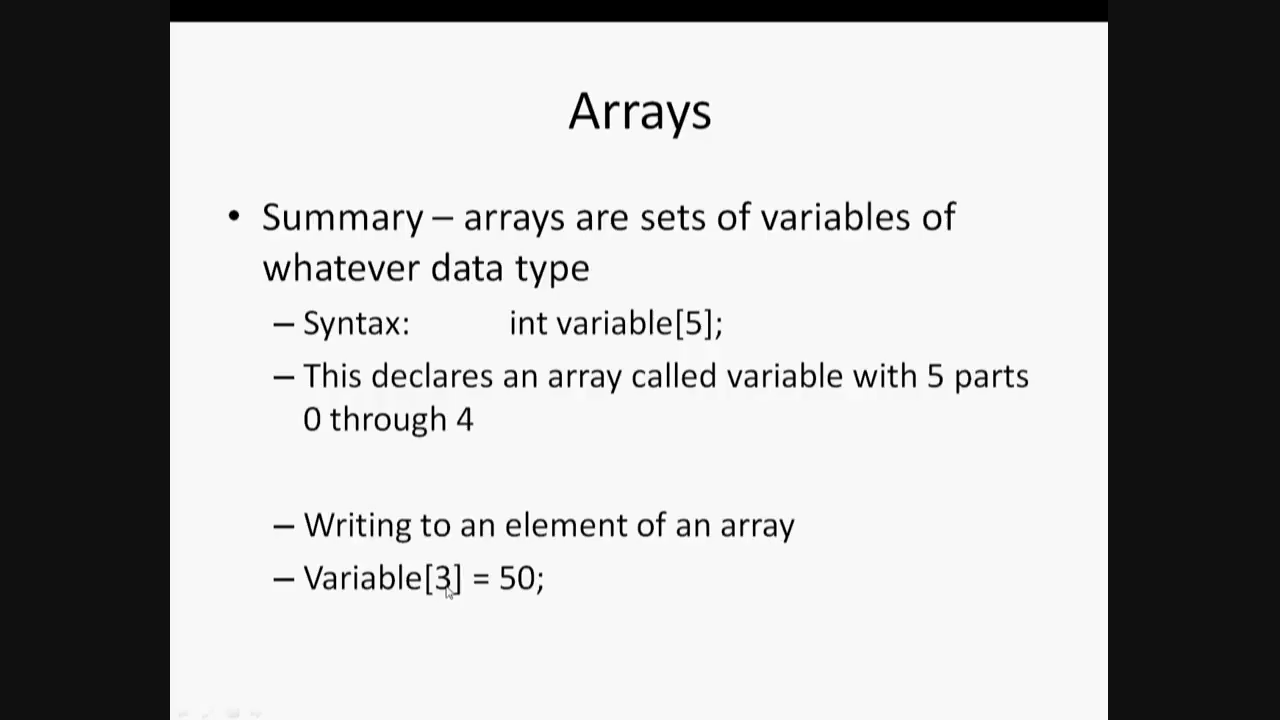 Arrays
• Summary – arrays are sets of variables of
whatever data type
– Syntax: int variable[5];
– This declares an array called variable with 5 parts
0 through 4
– Writing to an element of an array
– Variable[3] = 50;